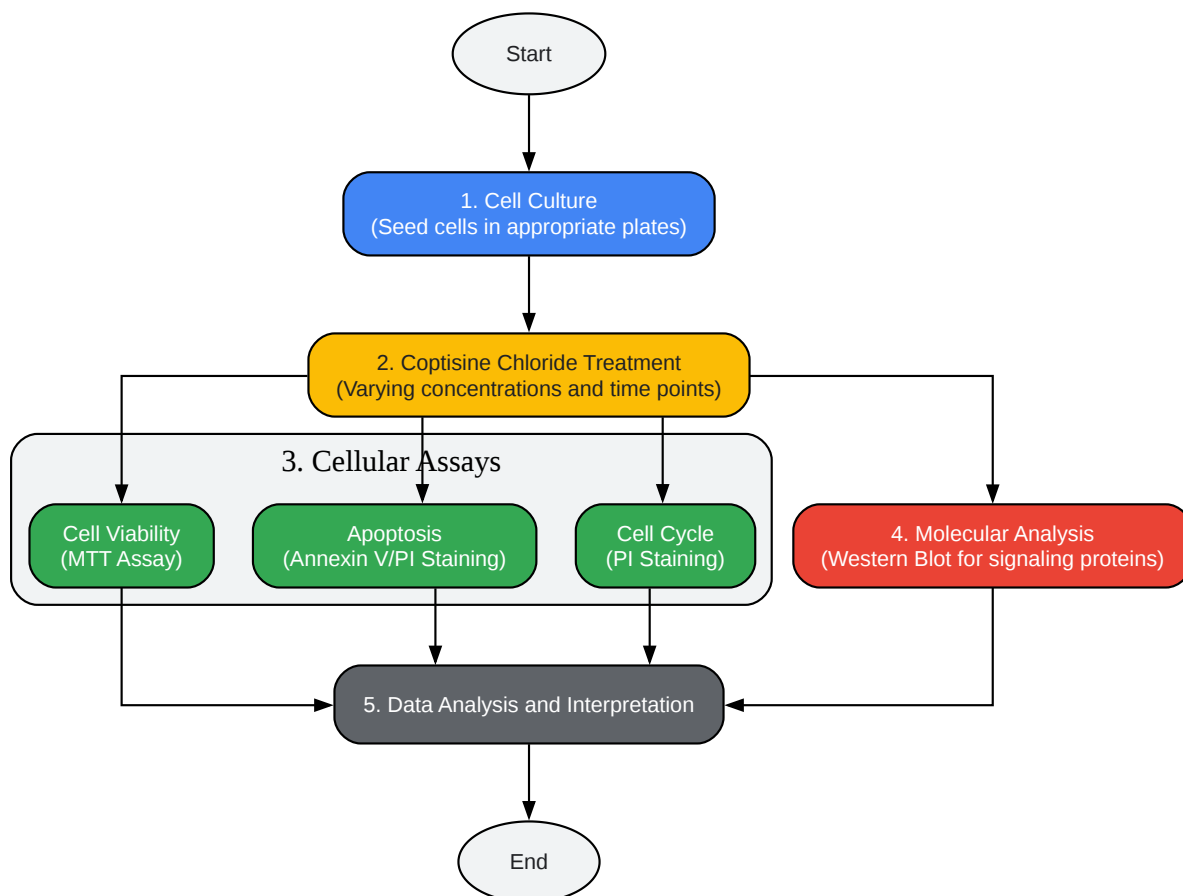 Start
1. Cell Culture
(Seed cells in appropriate plates)
2. Coptisine Chloride Treatment
(Varying concentrations and time points)
3. Cellular Assays
Cell Viability
(MTT Assay)
Apoptosis
(Annexin V/PI Staining)
Cell Cycle
(PI Staining)
4. Molecular Analysis
(Western Blot for signaling proteins)
5. Data Analysis and Interpretation
End